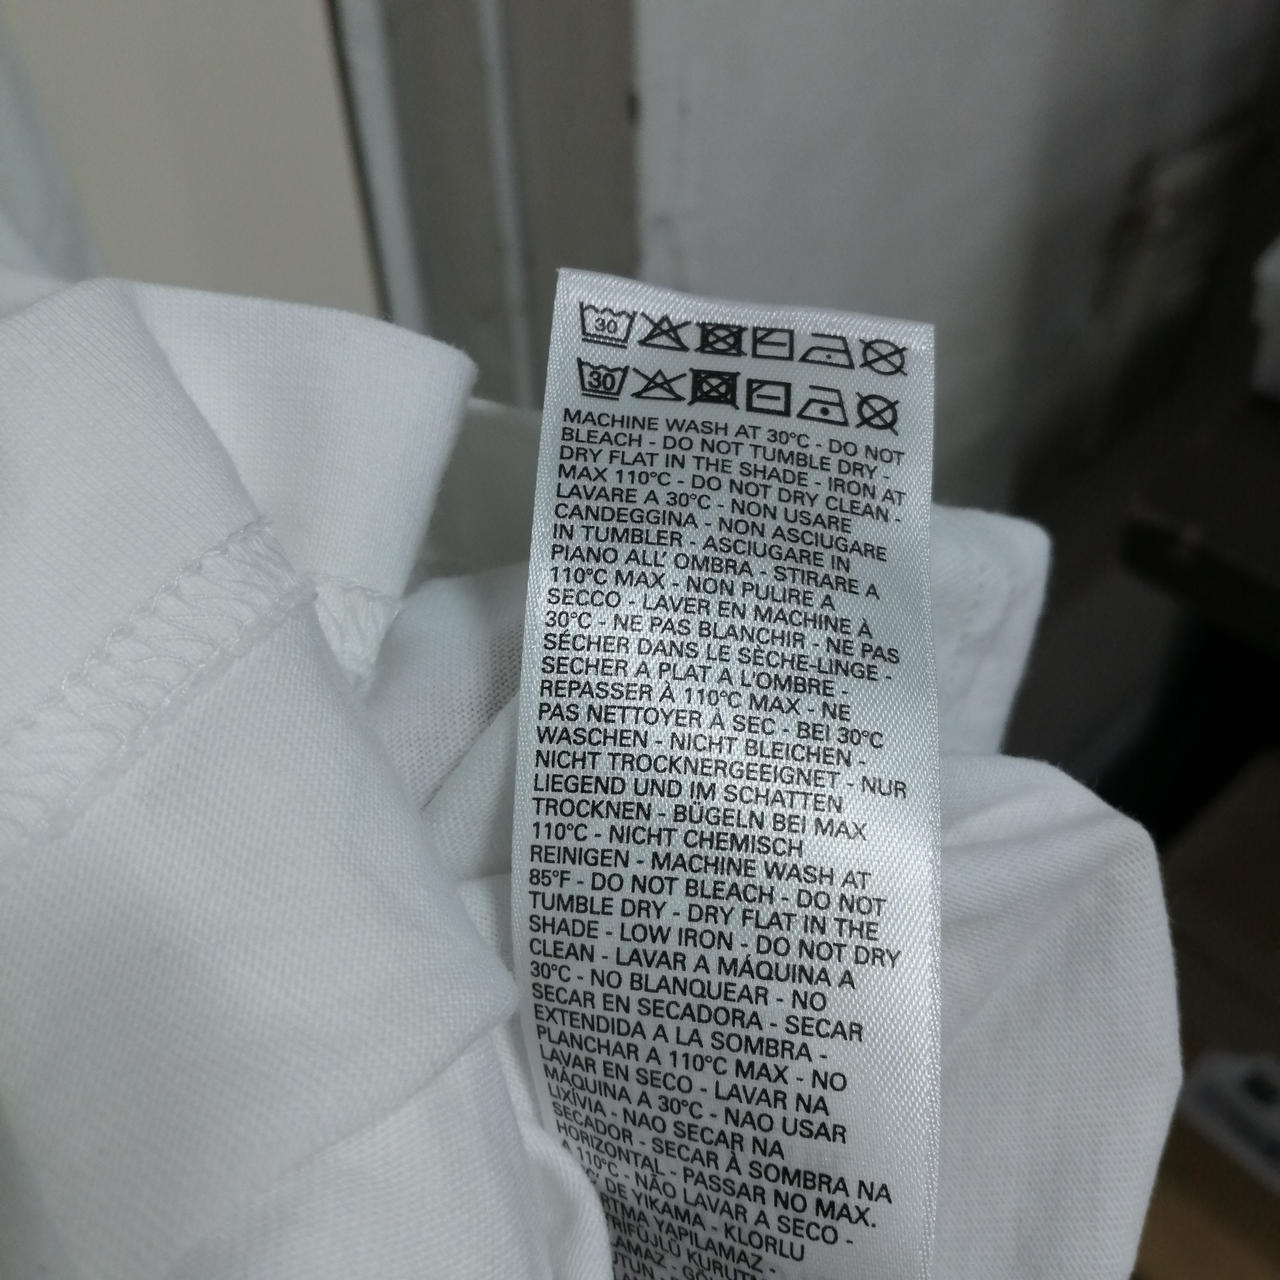 30
30
MACHINE WASH AT 30°C - DO NOT
BLEACH - DO NOT TUMBLE DRY -
DRY FLAT IN THE SHADE - IRON AT
MAX 110°C - DO NOT DRY CLEAN -
LAVARE A 30°C - NON USARE
CANDEGGINA - NON ASCIUGARE
IN TUMBLER - ASCIUGARE IN
PIANO ALL' OMBRA - STIRARE A
110°C MAX - NON PULIRE A
SECCO - LAVER EN MACHINE À
30°C - NE PAS BLANCHIR - NE PAS
SÉCHER DANS LE SÈCHE-LINGE -
SECHER A PLAT A L'OMBRE -
REPASSER À 110°C MAX - NE
PAS NETTOYER À SEC - BEI 30°C
WASCHEN - NICHT BLEICHEN -
NICHT TROCKNERGEEIGNET - NUR
LIEGEND UND IM SCHATTEN
TROCKNEN - BÜGELN BEI MAX
110°C - NICHT CHEMISCH
REINIGEN - MACHINE WASH AT
85°F - DO NOT BLEACH - DO NOT
TUMBLE DRY - DRY FLAT IN THE
SHADE - LOW IRON - DO NOT DRY
CLEAN - LAVAR A MÁQUINA A
30°C - NO BLANQUEAR - NO
SECAR EN SECADORA - SECAR
EXTENDIDA A LA SOMBRA -
PLANCHAR A 110°C MAX - NO
LAVAR EN SECO - LAVAR NA
MÁQUINA A 30°C - NAO USAR
LIXÍVIA - NAO SECAR NA
SECADOR - SECAR À SOMBRA NA
HORIZONTAL - PASSAR NO MAX.
A 110°C - NÃO LAVAR A SECO -
DE YIKAMA - KLORLU
YAPILAMAZ -
KURUTM